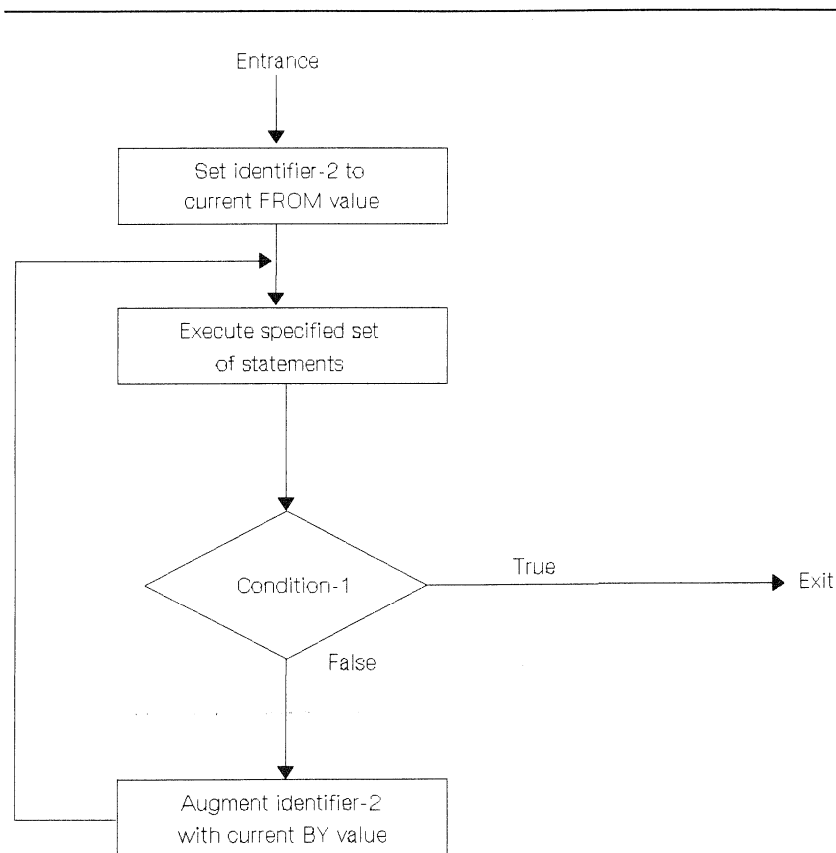 Entrance
Set identifier-2 to
current FROM value
Execute specified set
of statements
Condition-1
True
Exit
False
Augment identifier-2
with current BY value